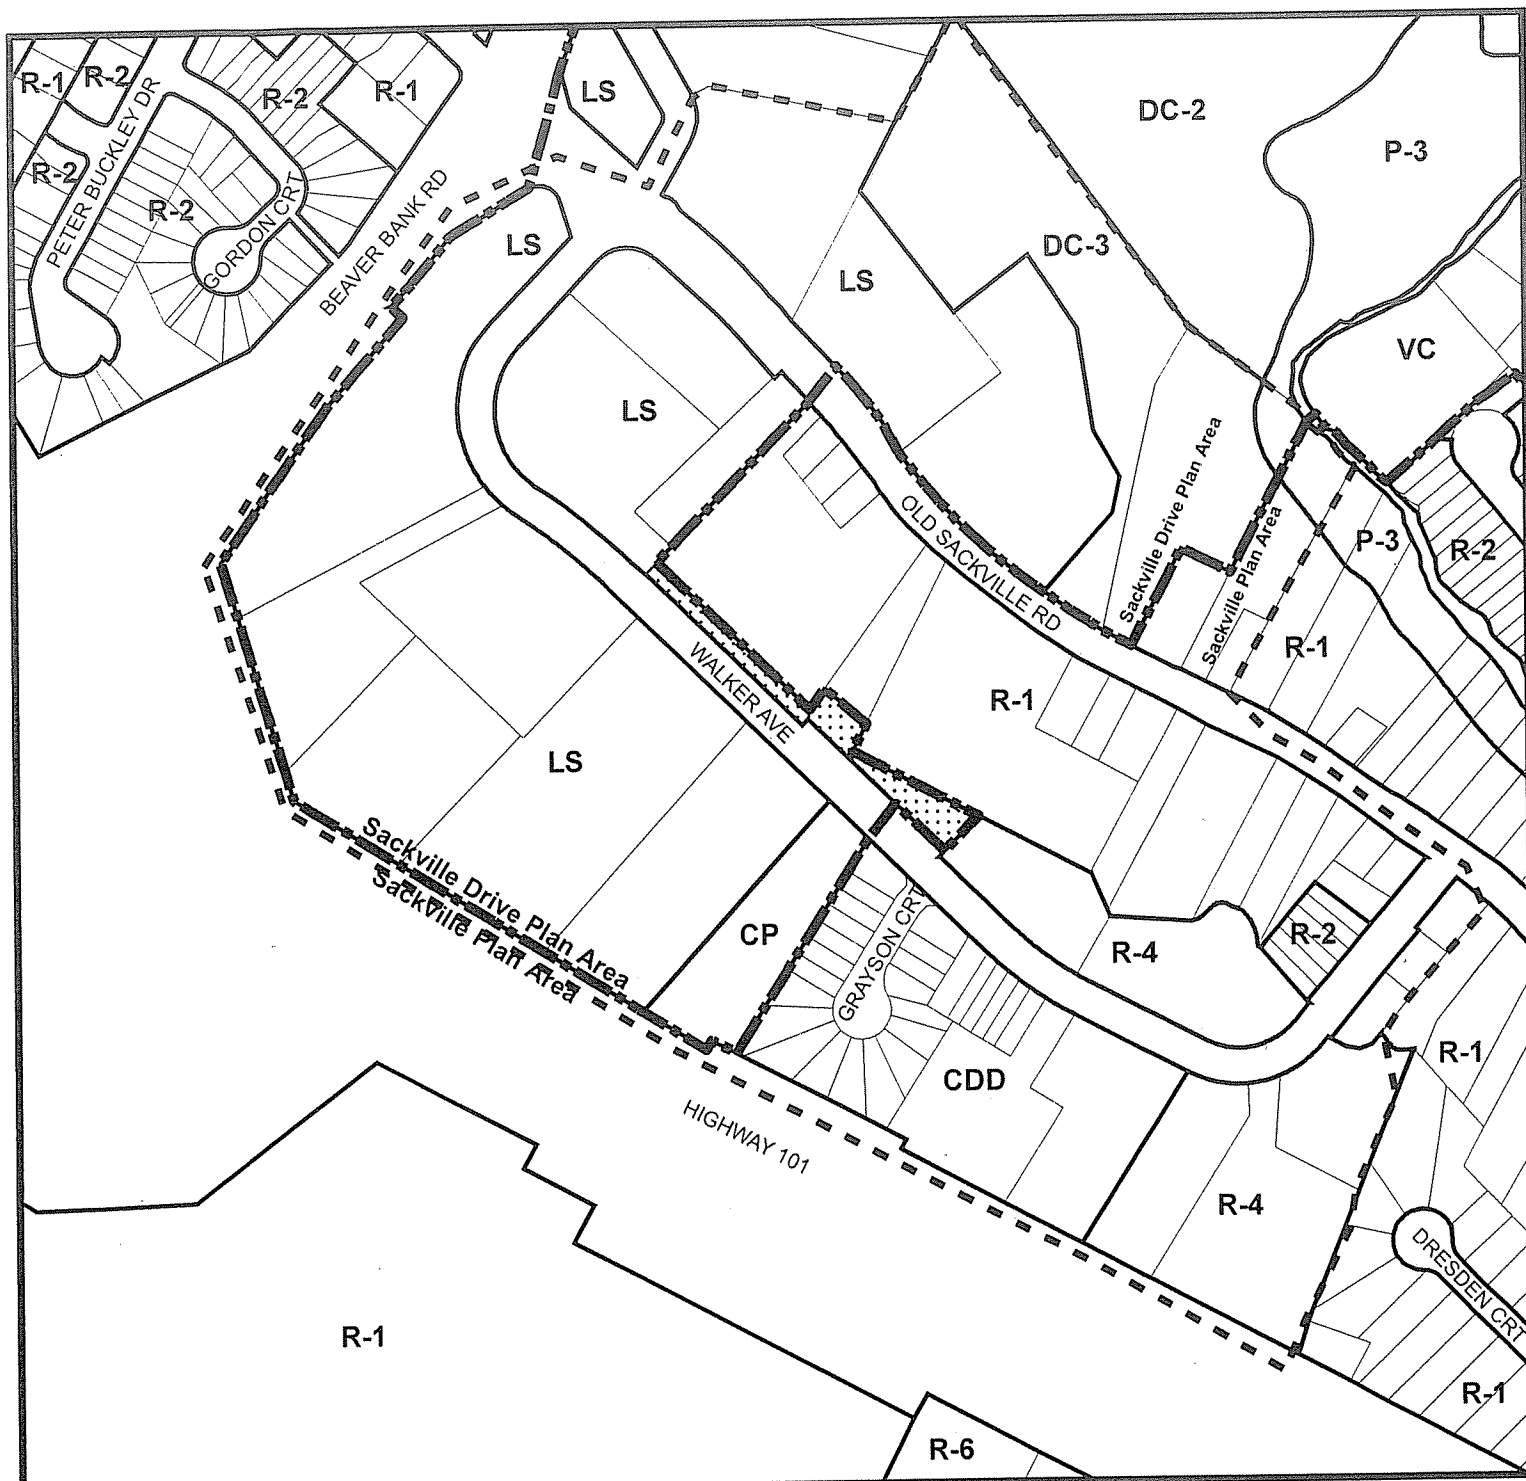 R-1
R-2
R-2
R-1
LS
DC-2
P-3
R-2
PETER BUCKLEY DR
R-2
GORDON CRT
BEAVER BANK RD
LS
DC-3
LS
VC
LS
OLD SACKVILLE RD
Sackville Drive Plan Area
Sackville Plan Area
P-3
R-2
R-1
WALKER AVE
R-1
LS
Sackville Drive Plan Area
Sackville Plan Area
CP
GRAYSON CRT
R-4
R-2
R-1
CDD
HIGHWAY 101
R-4
DRESDEN CRT
R-1
R-1
R-6